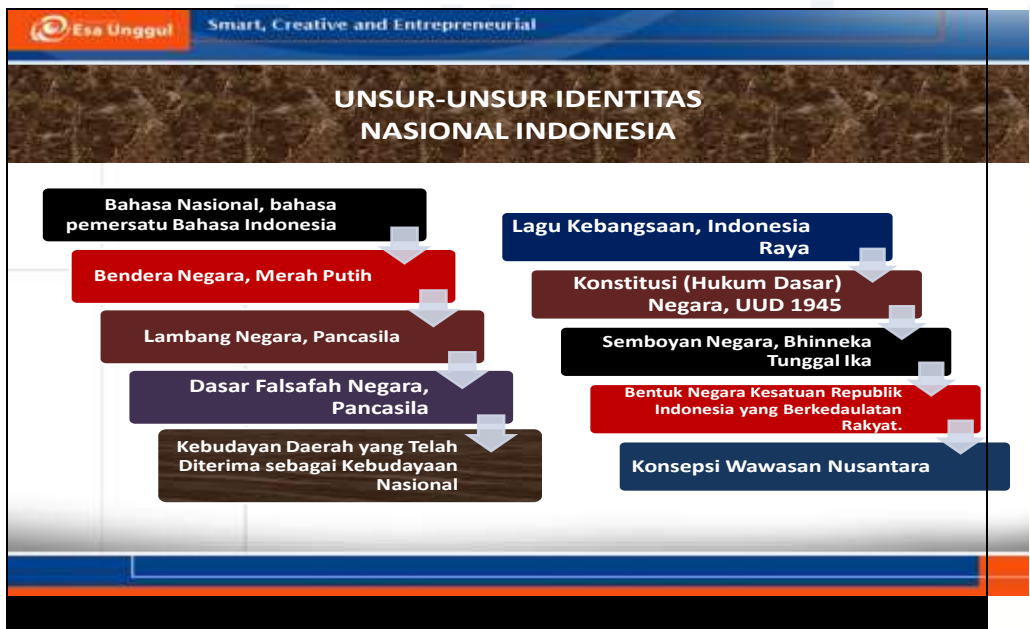 Esa Unggul
Smart, Creative and Entrepreneurial
UNSUR-UNSUR IDENTITAS
NASIONAL INDONESIA
Bahasa Nasional, bahasa
pemersatu Bahasa Indonesia
Bendera Negara, Merah Putih
Lambang Negara, Pancasila
Dasar Falsafah Negara,
Pancasila
Kebudayan Daerah yang Telah
Diterima sebagai Kebudayaan
Nasional
Lagu Kebangsaan, Indonesia
Raya
Konstitusi (Hukum Dasar)
Negara, UUD 1945
Semboyan Negara, Bhinneka
Tunggal Ika
Bentuk Negara Kesatuan Republik
Indonesia yang Berkedaulatan
Rakyat.
Konsepsi Wawasan Nusantara